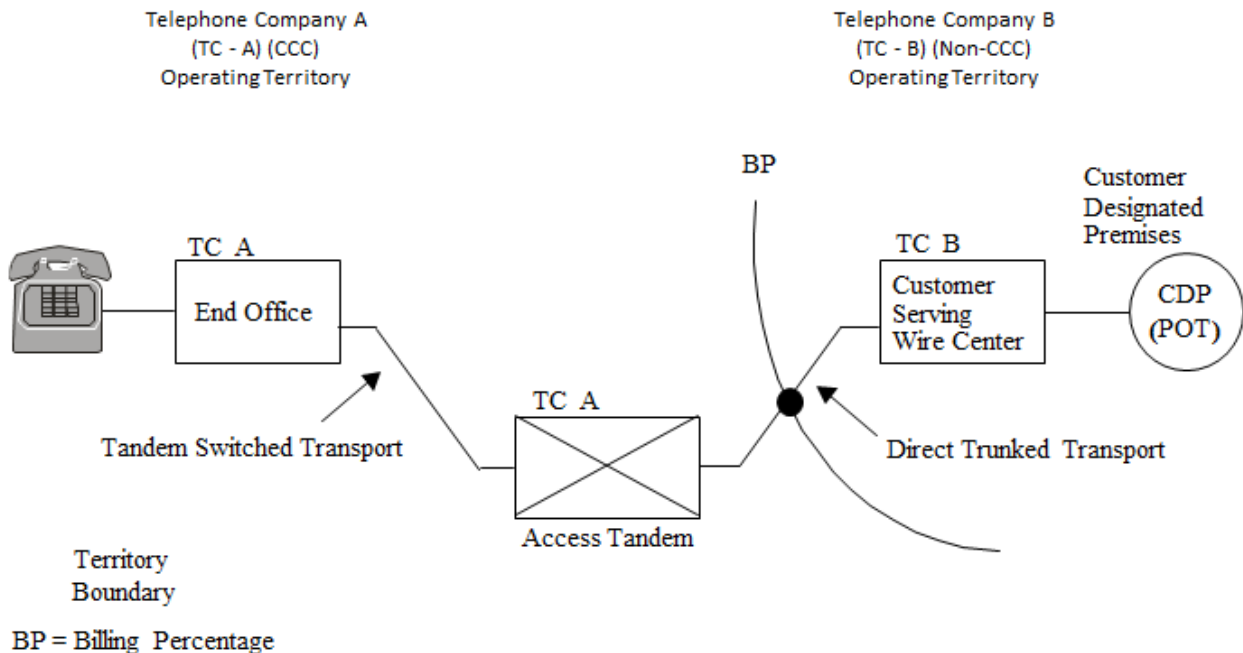 Telephone Company A
(TC - A) (CCC)
Operating Territory
Telephone Company B
(TC - B) (Non-CCC)
Operating Territory
BP
Customer
Designated
Premises
TC A
End Office
TC B
Customer
Serving
Wire Center
CDP
(POT)
TC A
Tandem Switched Transport
Direct Trunked Transport
Access Tandem
Territory
Boundary
BP = Billing Percentage